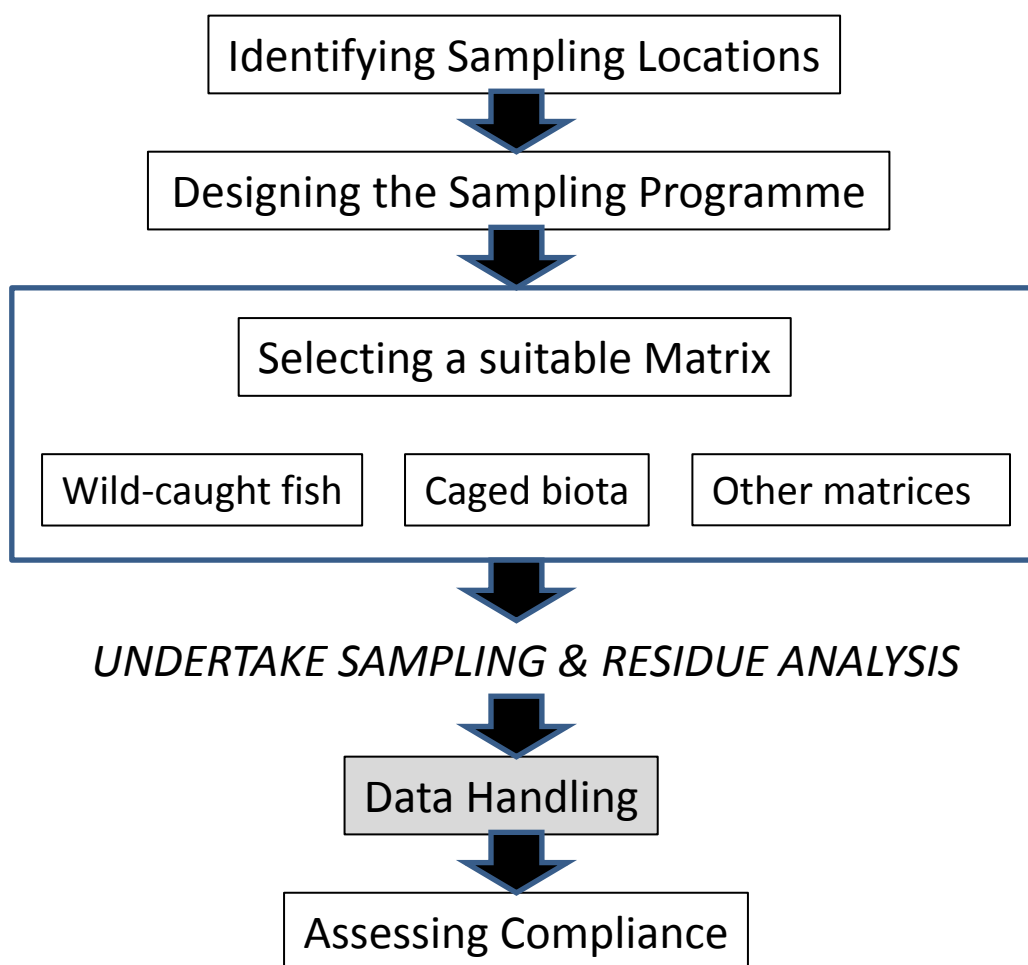 Identifying Sampling Locations
Designing the Sampling Programme
Selecting a suitable Matrix
Wild-caught fish
Caged biota
Other matrices
UNDERTAKE SAMPLING & RESIDUE ANALYSIS
Data Handling
Assessing Compliance